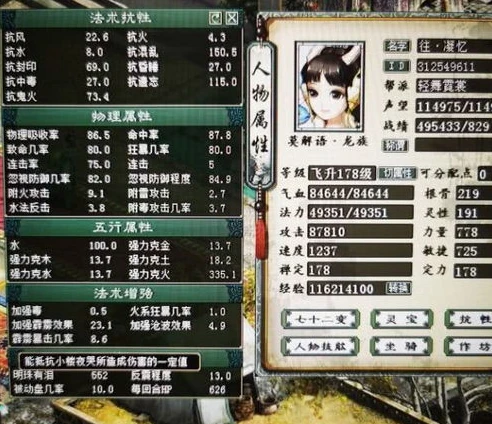 法术抗性
抗风 22.6 抗火 4.3
抗水 8.0 抗混乱 150.5
抗封印 69.0 抗昏睡 27.0
抗中毒 27.0 抗遗忘 115.0
抗鬼火 73.4
物理属性
物理吸收率 86.5 命中率 87.8
致命几率 80.0 狂暴几率 80.0
连击率 75.0 连击 5
忽视防御几率 82.0 忽视防御程度 84.9
附火攻击 9.1 附雷攻击 2.7
水法反击 3.8 附毒攻击几率 3.7
五行属性
水 100.0 强力克金 13.7
强力克木 13.7 强力克土 18.2
强力克水 13.7 强力克火 335.1
法术增强
加强毒 0.5 火系狂暴几率 1.0
加强霹雳效果 23.1 加强沧波效果 4.9
霹雳狂暴几率 8.6
能抵抗小楼夜哭所造成伤害的一定值
明珠有泪 552 反震程度 13.0
被动盘几率 10.0 每回合HP 626
人物属性
名字 往·凝忆
ID 312549611
帮派 轻舞霓裳
声望 114975/1149
战绩 495433/829
称谓
莫解语·龙族
等级 飞升178级 切属性 可分配点 0
气血 84644/84644 根骨 219
法力 49351/49351 灵性 191
攻击 87810 力量 778
速度 1237 敏捷 725
禅定 178 定力 178
经验 116214100 转换
七十二变 灵宝 抗性
人物技能 坐骑 作坊